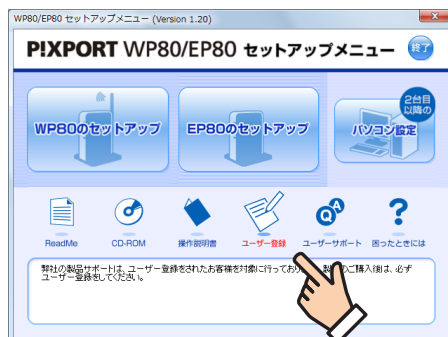 WP80/EP80 セットアップメニュー (Version 1.20)
P!XPORT WP80/EP80 セットアップメニュー
終了
WP80のセットアップ
EP80のセットアップ
2台目
以降の
パソコン設定
ReadMe
CD-ROM
操作説明書
ユーザー登録
Q&A
ユーザーサポート
?
困ったときには
弊社の製品サポートは、ユーザー登録をされたお客様を対象に行っており
のご購入後は、必ず
ユーザー登録をしてください。